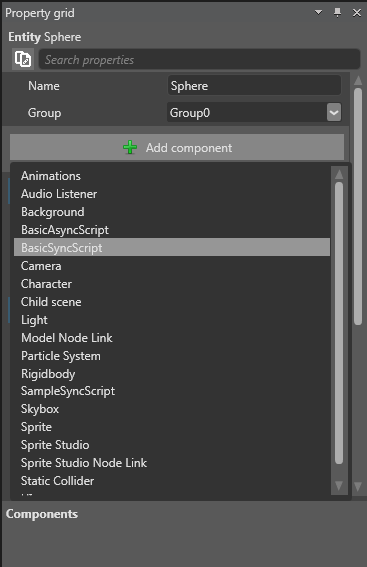 Property grid
Entity Sphere
Search properties
Name Sphere
Group Group0
Add component
Animations
Audio Listener
Background
BasicAsyncScript
BasicSyncScript
Camera
Character
Child scene
Light
Model Node Link
Particle System
Rigidbody
SampleSyncScript
Skybox
Sprite
Sprite Studio
Sprite Studio Node Link
Static Collider
Components